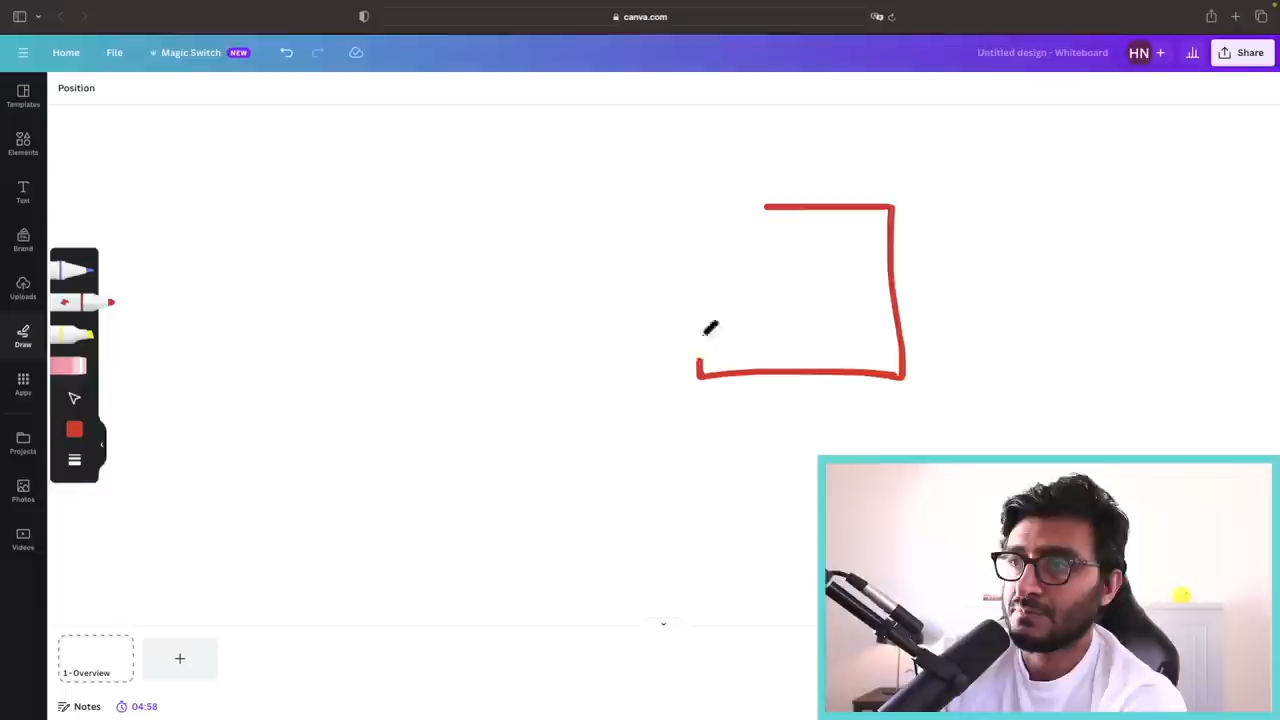 canva.com
Home File Magic Switch NEW
Untitled design - Whiteboard HN + Share
Position
Templates
Elements
Text
Brand
Uploads
Draw
Apps
Projects
Photos
Videos
1 - Overview
Notes 04:58